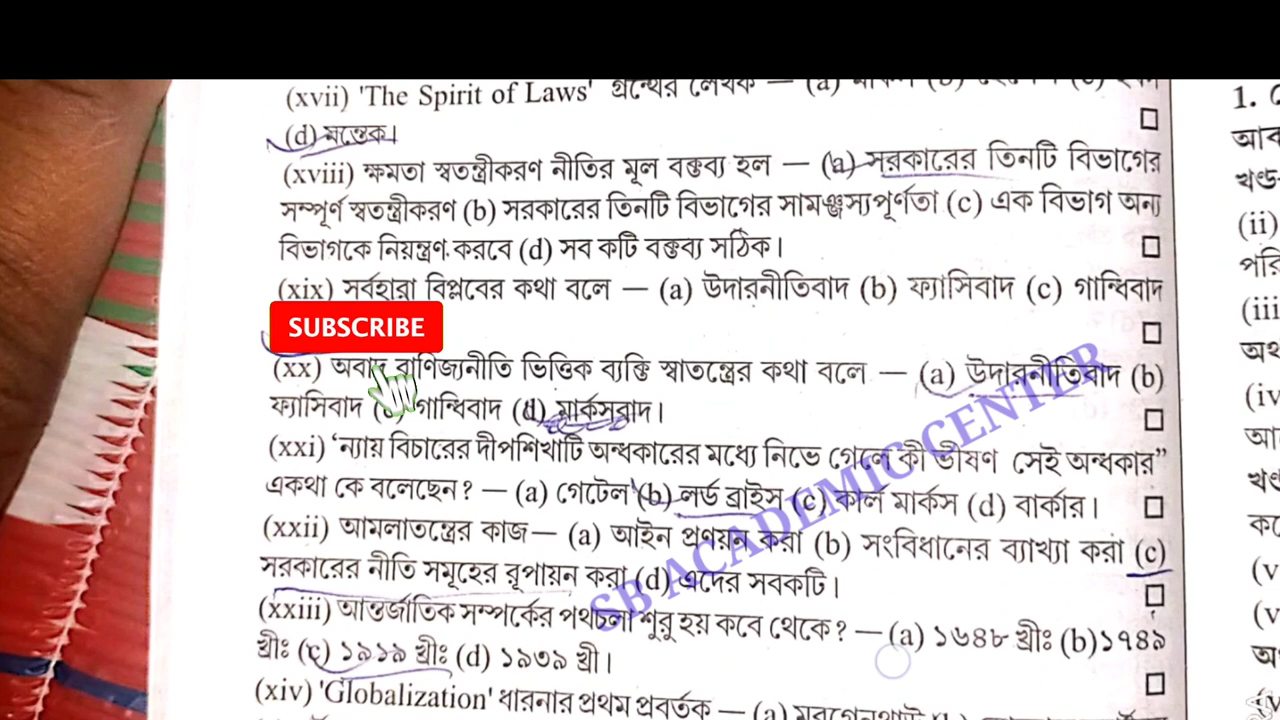 (xvii) 'The Spirit of Laws' গ্রন্থের লেখক — (a)
(d) মন্তেস্কু।
(xviii) ক্ষমতা স্বতন্ত্রীকরণ নীতির মূল বক্তব্য হল — (a) সরকারের তিনটি বিভাগের
সম্পূর্ণ স্বতন্ত্রীকরণ (b) সরকারের তিনটি বিভাগের সামঞ্জস্যপূর্ণতা (c) এক বিভাগ অন্য
বিভাগকে নিয়ন্ত্রণ করবে (d) সব কটি বক্তব্য সঠিক।
(xix) সর্বহারা বিপ্লবের কথা বলে — (a) উদারনীতিবাদ (b) ফ্যাসিবাদ (c) গান্ধিবাদ
SUBSCRIBE
(xx) অবাদ বাণিজ্যনীতি ভিত্তিক ব্যক্তি স্বাতন্ত্রের কথা বলে — (a) উদারনীতিবাদ (b)
ফ্যাসিবাদ গান্ধিবাদ (d) মার্কসবাদ।
(xxi) 'ন্যায় বিচারের দীপশিখাটি অন্ধকারের মধ্যে নিভে গেলে কী ভীষণ সেই অন্ধকার"
একথা কে বলেছেন? — (a) গেটেল (b) লর্ড ব্রাইস (c) কাল মার্কস (d) বার্কার।
(xxii) আমলাতন্ত্রের কাজ— (a) আইন প্রণয়ন করা (b) সংবিধানের ব্যাখ্যা করা (c)
সরকারের নীতি সমূহের রূপায়ন করা (d) এদের সবকটি।
(xxiii) আন্তর্জাতিক সম্পর্কের পথচলা শুরু হয় কবে থেকে? — (a) ১৬৪৮ খ্রীঃ (b) ১৭৪৯
খ্রীঃ (c) ১৯১৯ খ্রীঃ (d) ১৯৩৯ খ্রী।
(xiv) 'Globalization' ধারনার প্রথম প্রবর্তক — (a)
SB ACADEMIC CENTER
1.
(ii)
(iii
(iv
(v
(v